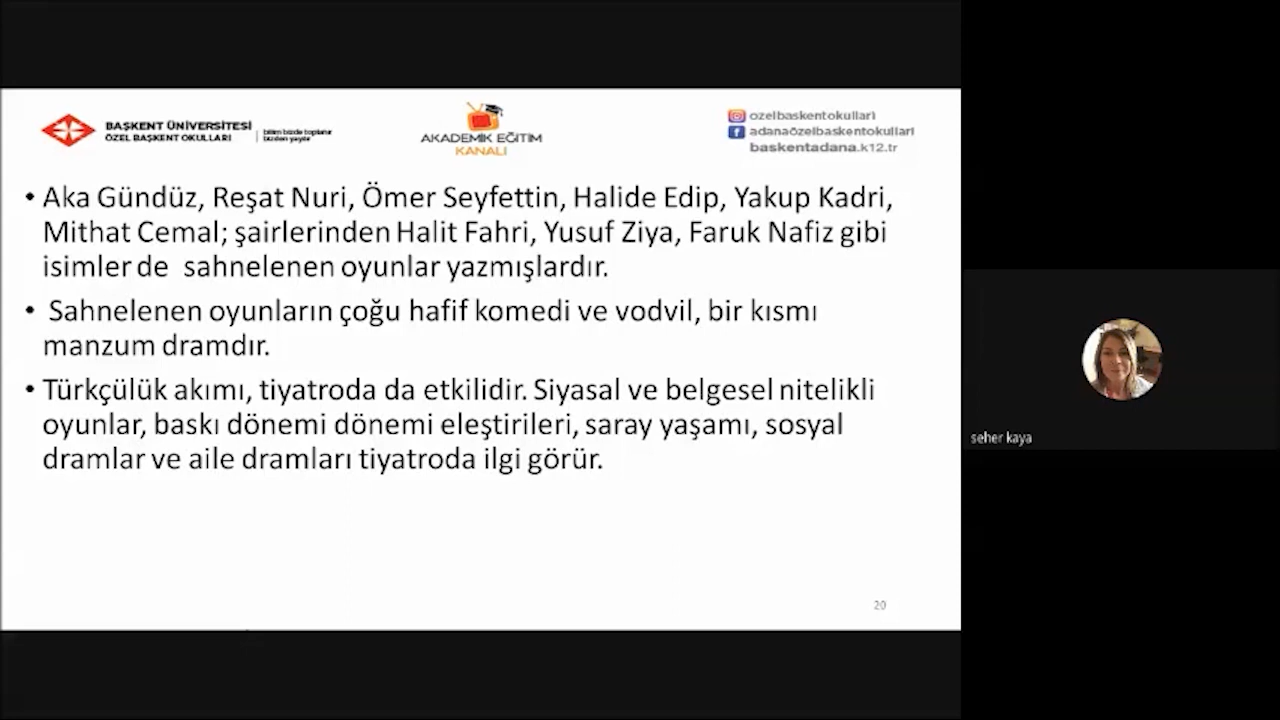 BAŞKENT ÜNİVERSİTESİ
ÖZEL BAŞKENT OKULLARI
bilim bizde toplanır
bizden yayılır
AKADEMİK EĞİTİM
KANALI
ozelbaskentokullari
adanaözelbaskentokullari
baskentadana.k12.tr
• Aka Gündüz, Reşat Nuri, Ömer Seyfettin, Halide Edip, Yakup Kadri,
Mithat Cemal; şairlerinden Halit Fahri, Yusuf Ziya, Faruk Nafiz gibi
isimler de sahnelenen oyunlar yazmışlardır.
• Sahnelenen oyunların çoğu hafif komedi ve vodvil, bir kısmı
manzum dramdır.
• Türkçülük akımı, tiyatroda da etkilidir. Siyasal ve belgesel nitelikli
oyunlar, baskı dönemi dönemi eleştirileri, saray yaşamı, sosyal
dramlar ve aile dramları tiyatroda ilgi görür.
20
seher kaya